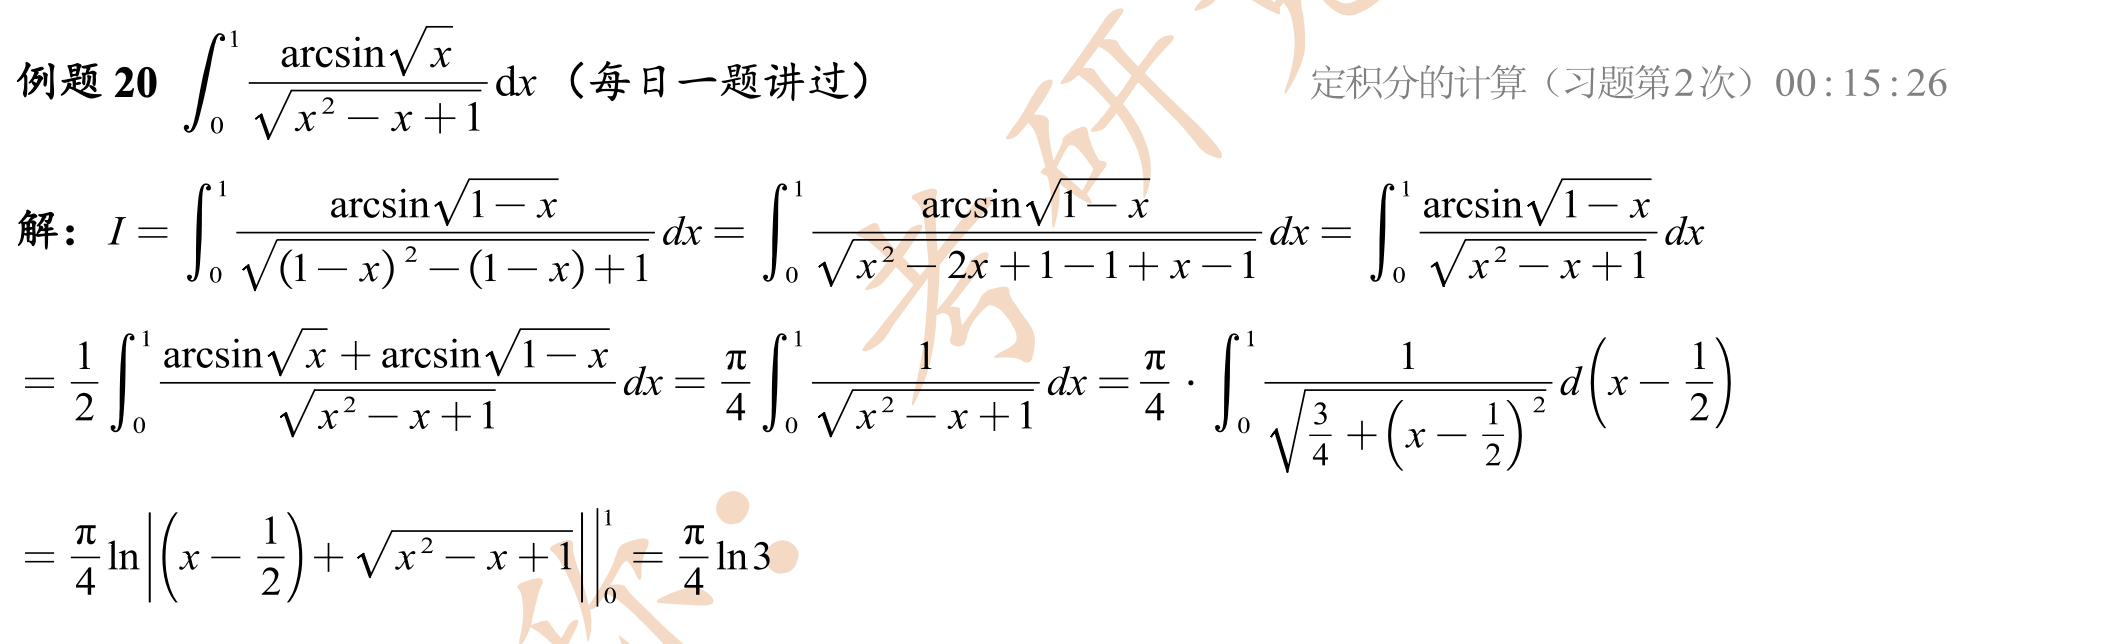 例题 20 $\int_0^1 \frac{\arcsin\sqrt{x}}{\sqrt{x^2-x+1}}\mathrm{d}x$（每日一题讲过） 定积分的计算（习题第2次）00:15:26
解：$I=\int_0^1 \frac{\arcsin\sqrt{1-x}}{\sqrt{(1-x)^2-(1-x)+1}}dx=\int_0^1 \frac{\arcsin\sqrt{1-x}}{\sqrt{x^2-2x+1-1+x-1}}dx=\int_0^1 \frac{\arcsin\sqrt{1-x}}{\sqrt{x^2-x+1}}dx$
$=\frac{1}{2}\int_0^1 \frac{\arcsin\sqrt{x}+\arcsin\sqrt{1-x}}{\sqrt{x^2-x+1}}dx=\frac{\pi}{4}\int_0^1 \frac{1}{\sqrt{x^2-x+1}}dx=\frac{\pi}{4}\cdot\int_0^1 \frac{1}{\sqrt{\frac{3}{4}+\left(x-\frac{1}{2}\right)^2}}d\left(x-\frac{1}{2}\right)$
$=\frac{\pi}{4}\ln\left|\left(x-\frac{1}{2}\right)+\sqrt{x^2-x+1}\right|\Big|_0^1=\frac{\pi}{4}\ln 3$
考研
你：